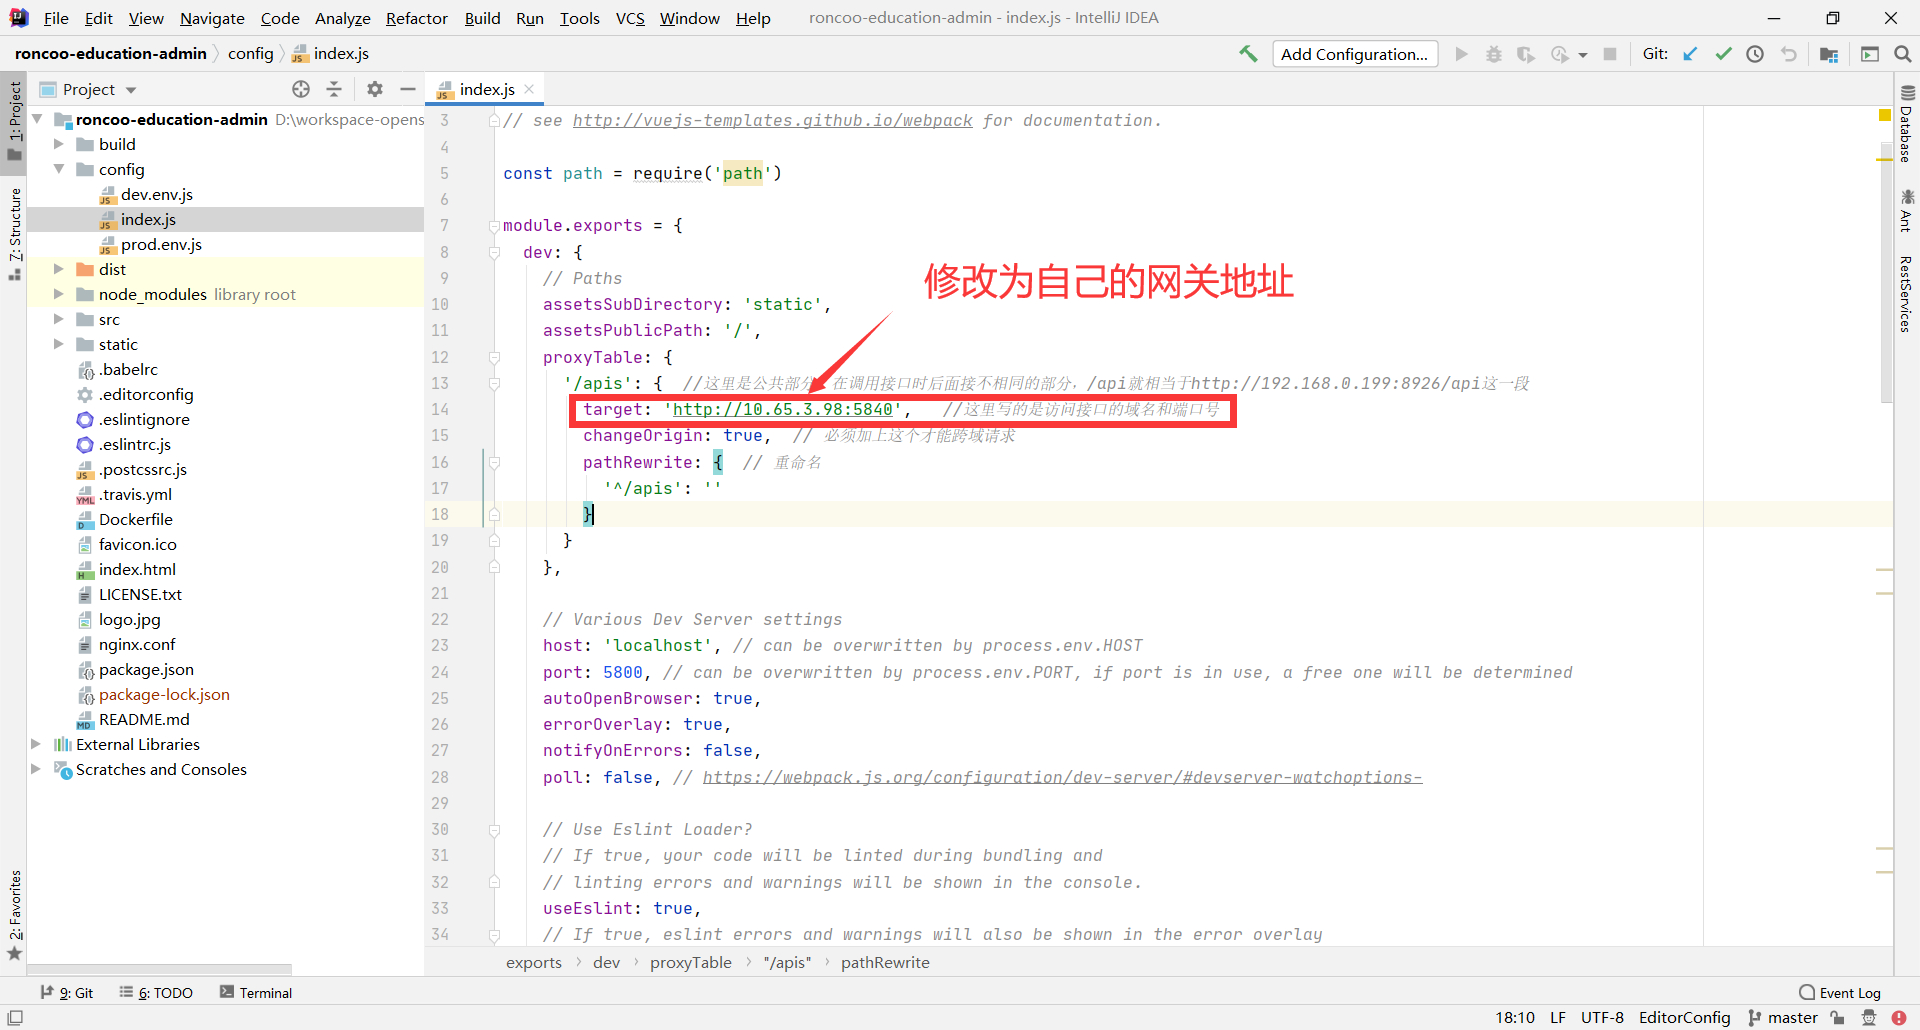 File Edit View Navigate Code Analyze Refactor Build Run Tools VCS Window Help roncoo-education-admin - index.js - IntelliJ IDEA
roncoo-education-admin config index.js Add Configuration... Git:
Project
index.js
1: Project
7: Structure
2: Favorites
roncoo-education-admin D:\workspace-opens
build
config
dev.env.js
index.js
prod.env.js
dist
node_modules library root
src
static
.babelrc
.editorconfig
.eslintignore
.eslintrc.js
.postcssrc.js
.travis.yml
Dockerfile
favicon.ico
index.html
LICENSE.txt
logo.jpg
nginx.conf
package.json
package-lock.json
README.md
External Libraries
Scratches and Consoles
3 // see http://vuejs-templates.github.io/webpack for documentation.
4
5 const path = require('path')
6
7 module.exports = {
8 dev: {
9 // Paths
修改为自己的网关地址
10 assetsSubDirectory: 'static',
11 assetsPublicPath: '/',
12 proxyTable: {
13 '/apis': { //这里是公共部分，在调用接口时后面接不相同的部分，/api就相当于http://192.168.0.199:8926/api这一段
14 target: 'http://10.65.3.98:5840', //这里写的是访问接口的域名和端口号
15 changeOrigin: true, // 必须加上这个才能跨域请求
16 pathRewrite: { // 重命名
17 '^/apis': ''
18 }
19 }
20 },
21
22 // Various Dev Server settings
23 host: 'localhost', // can be overwritten by process.env.HOST
24 port: 5800, // can be overwritten by process.env.PORT, if port is in use, a free one will be determined
25 autoOpenBrowser: true,
26 errorOverlay: true,
27 notifyOnErrors: false,
28 poll: false, // https://webpack.js.org/configuration/dev-server/#devserver-watchoptions-
29
30 // Use Eslint Loader?
31 // If true, your code will be linted during bundling and
32 // linting errors and warnings will be shown in the console.
33 useEslint: true,
34 // If true, eslint errors and warnings will also be shown in the error overlay
Database
Ant
RestServices
exports dev proxyTable "/apis" pathRewrite
9: Git 6: TODO Terminal Event Log
18:10 LF UTF-8 EditorConfig master